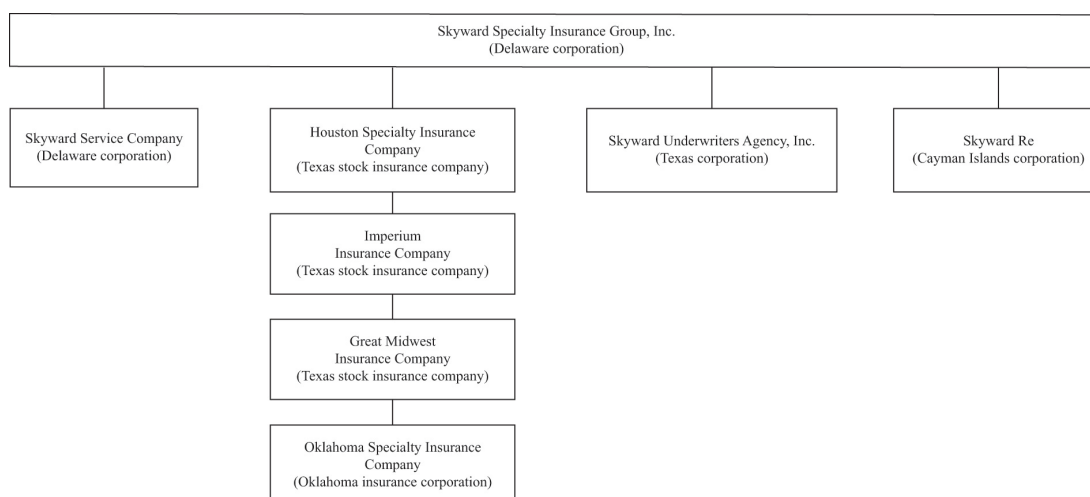 Skyward Specialty Insurance Group, Inc.
(Delaware corporation)
Skyward Service Company
(Delaware corporation)
Houston Specialty Insurance
Company
(Texas stock insurance company)
Skyward Underwriters Agency, Inc.
(Texas corporation)
Skyward Re
(Cayman Islands corporation)
Imperium
Insurance Company
(Texas stock insurance company)
Great Midwest
Insurance Company
(Texas stock insurance company)
Oklahoma Specialty Insurance
Company
(Oklahoma insurance corporation)